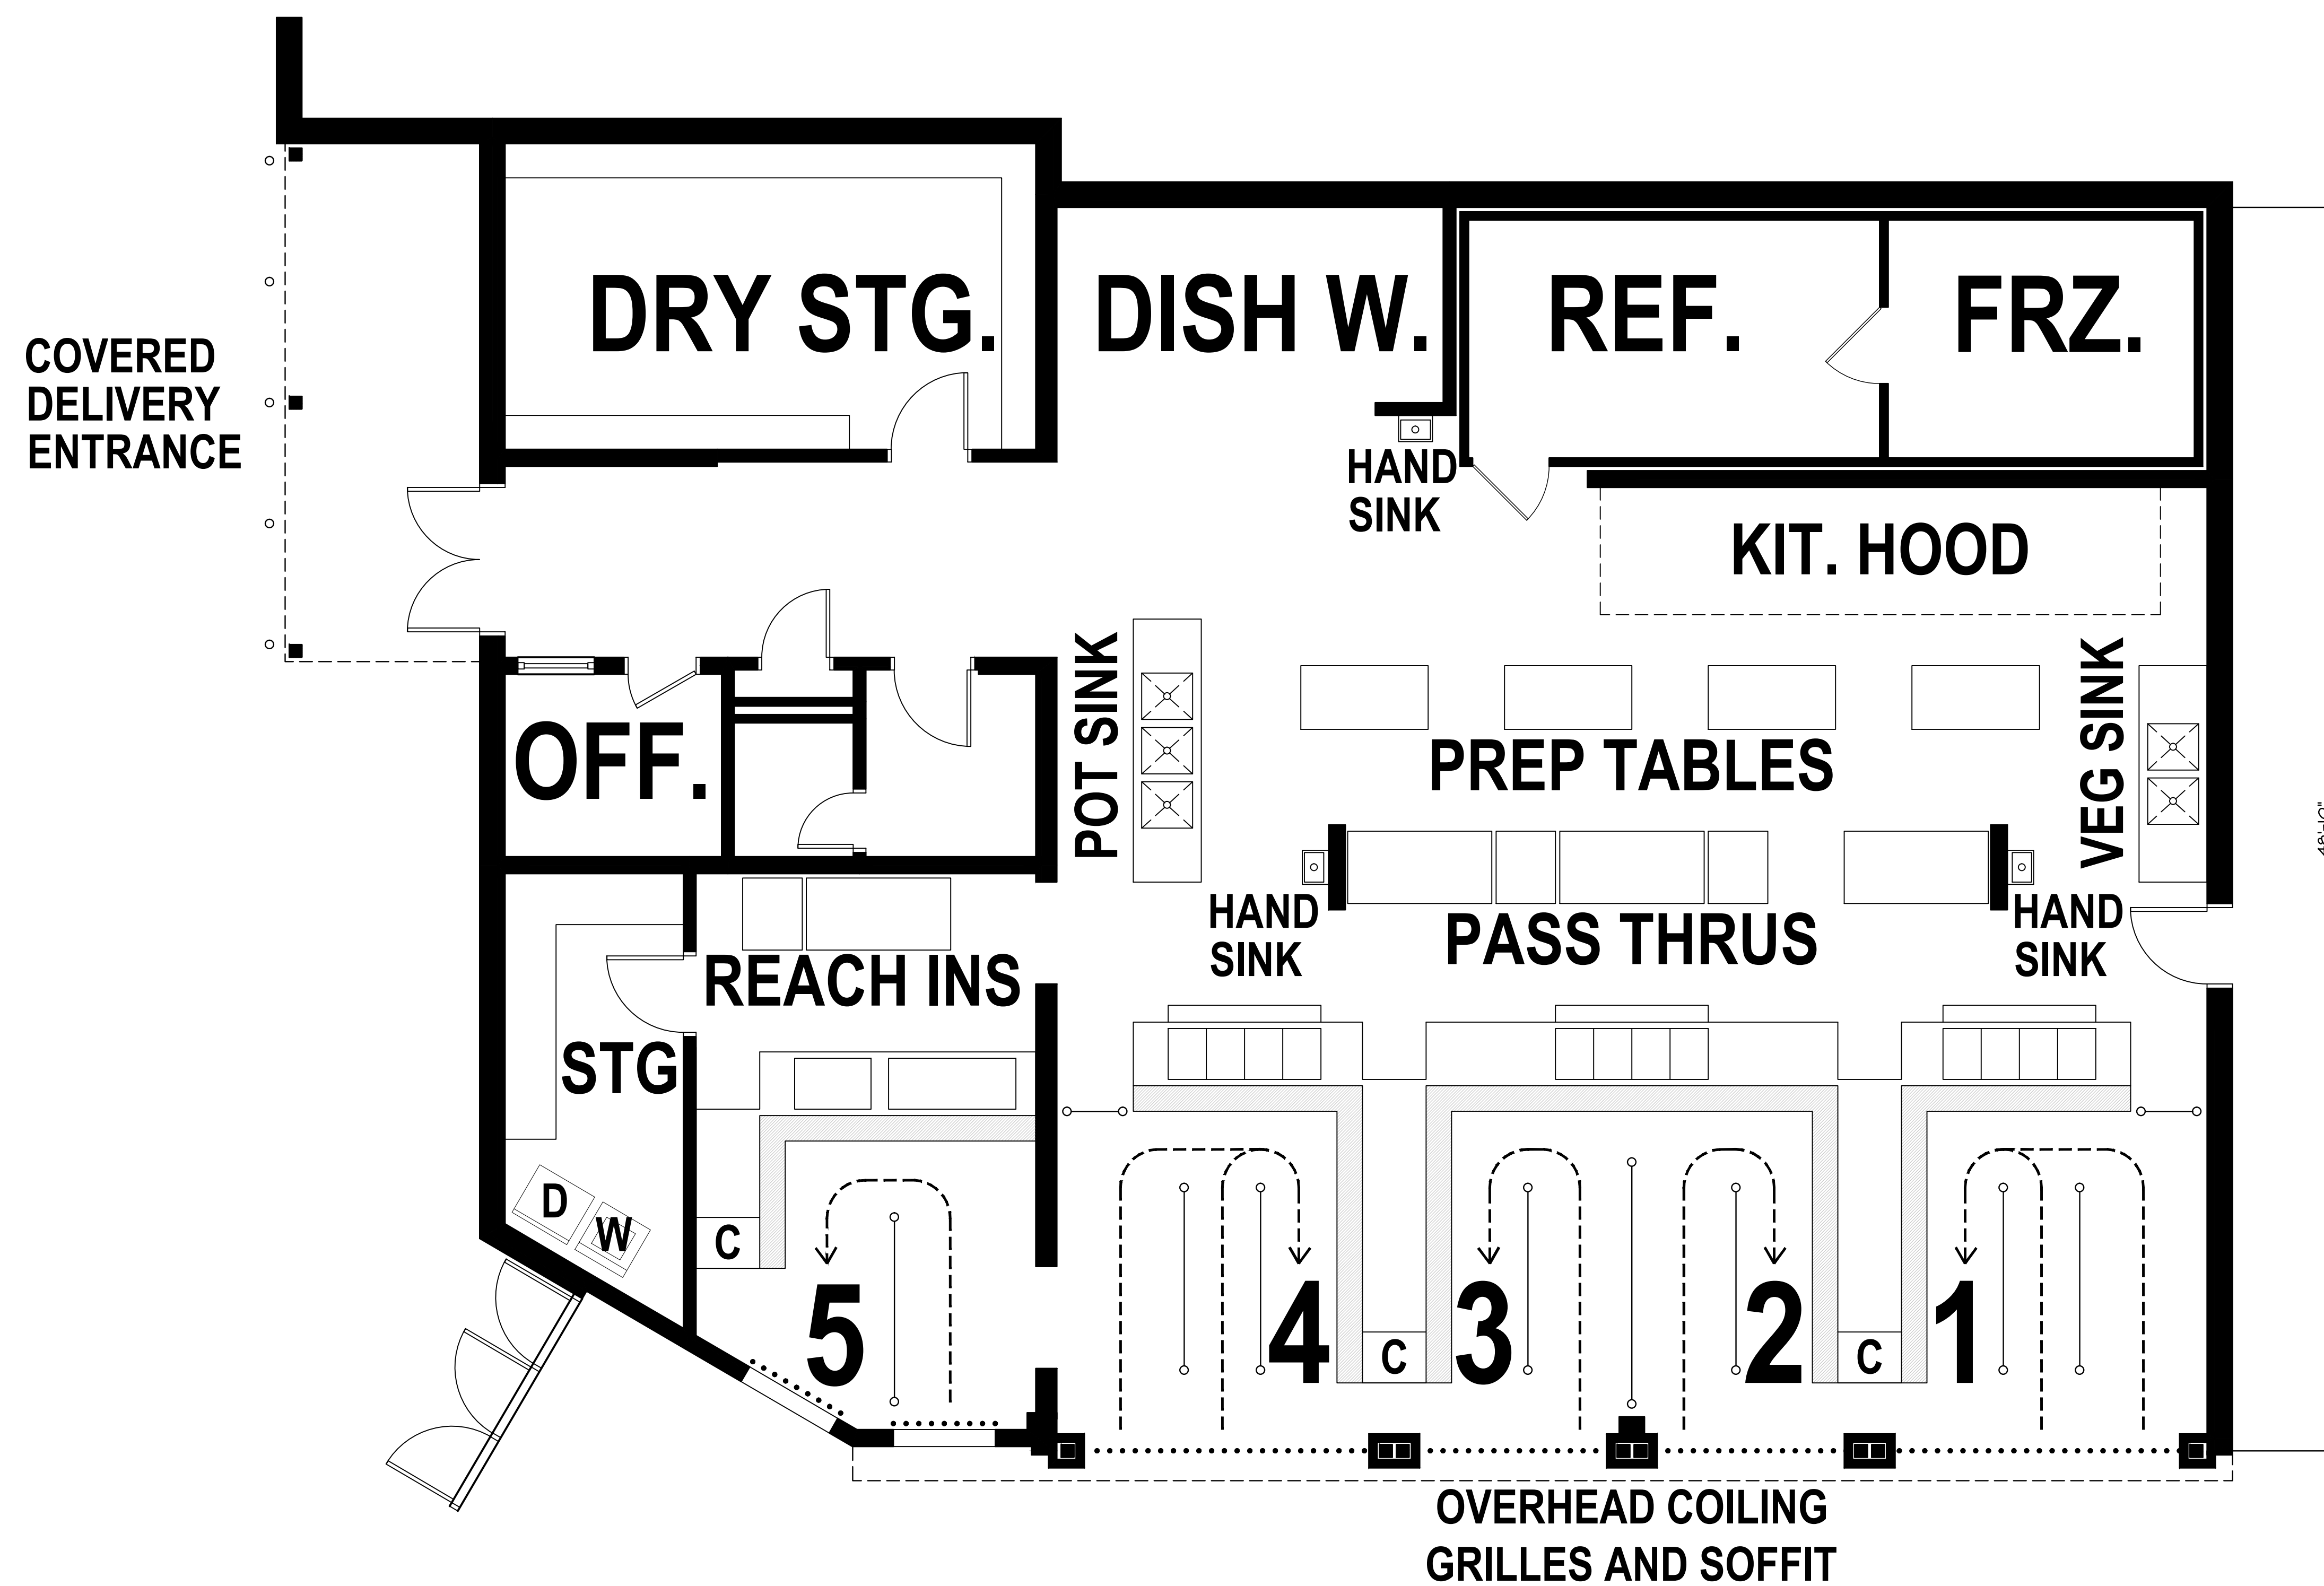 DRY STG.
DISH W.
REF.
FRZ.
COVERED
DELIVERY
ENTRANCE
HAND
SINK
KIT. HOOD
POT SINK
VEG SINK
OFF.
PREP TABLES
HAND
SINK
PASS THRUS
HAND
SINK
REACH INS
STG
D
W
C
5
4
C
3
2
C
1
OVERHEAD COILING
GRILLES AND SOFFIT